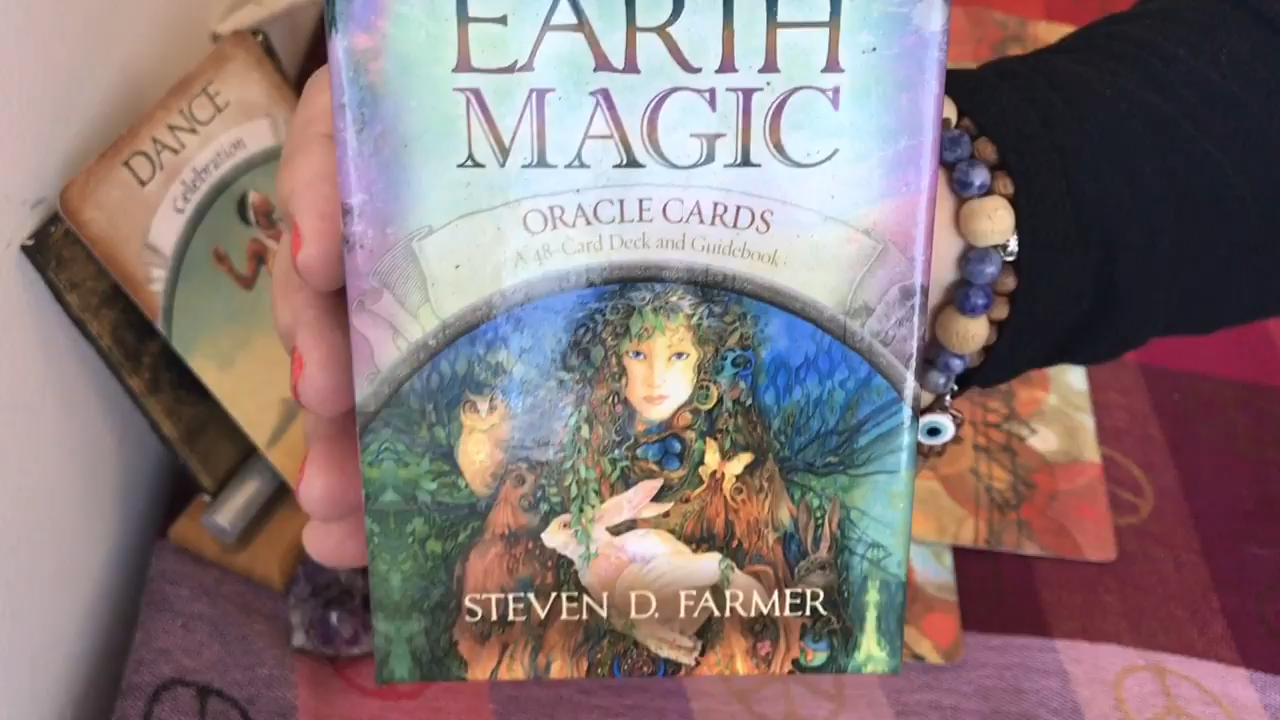 EARTH
MAGIC
ORACLE CARDS
A 48-Card Deck and Guidebook
STEVEN D. FARMER
DANCE
Celebration